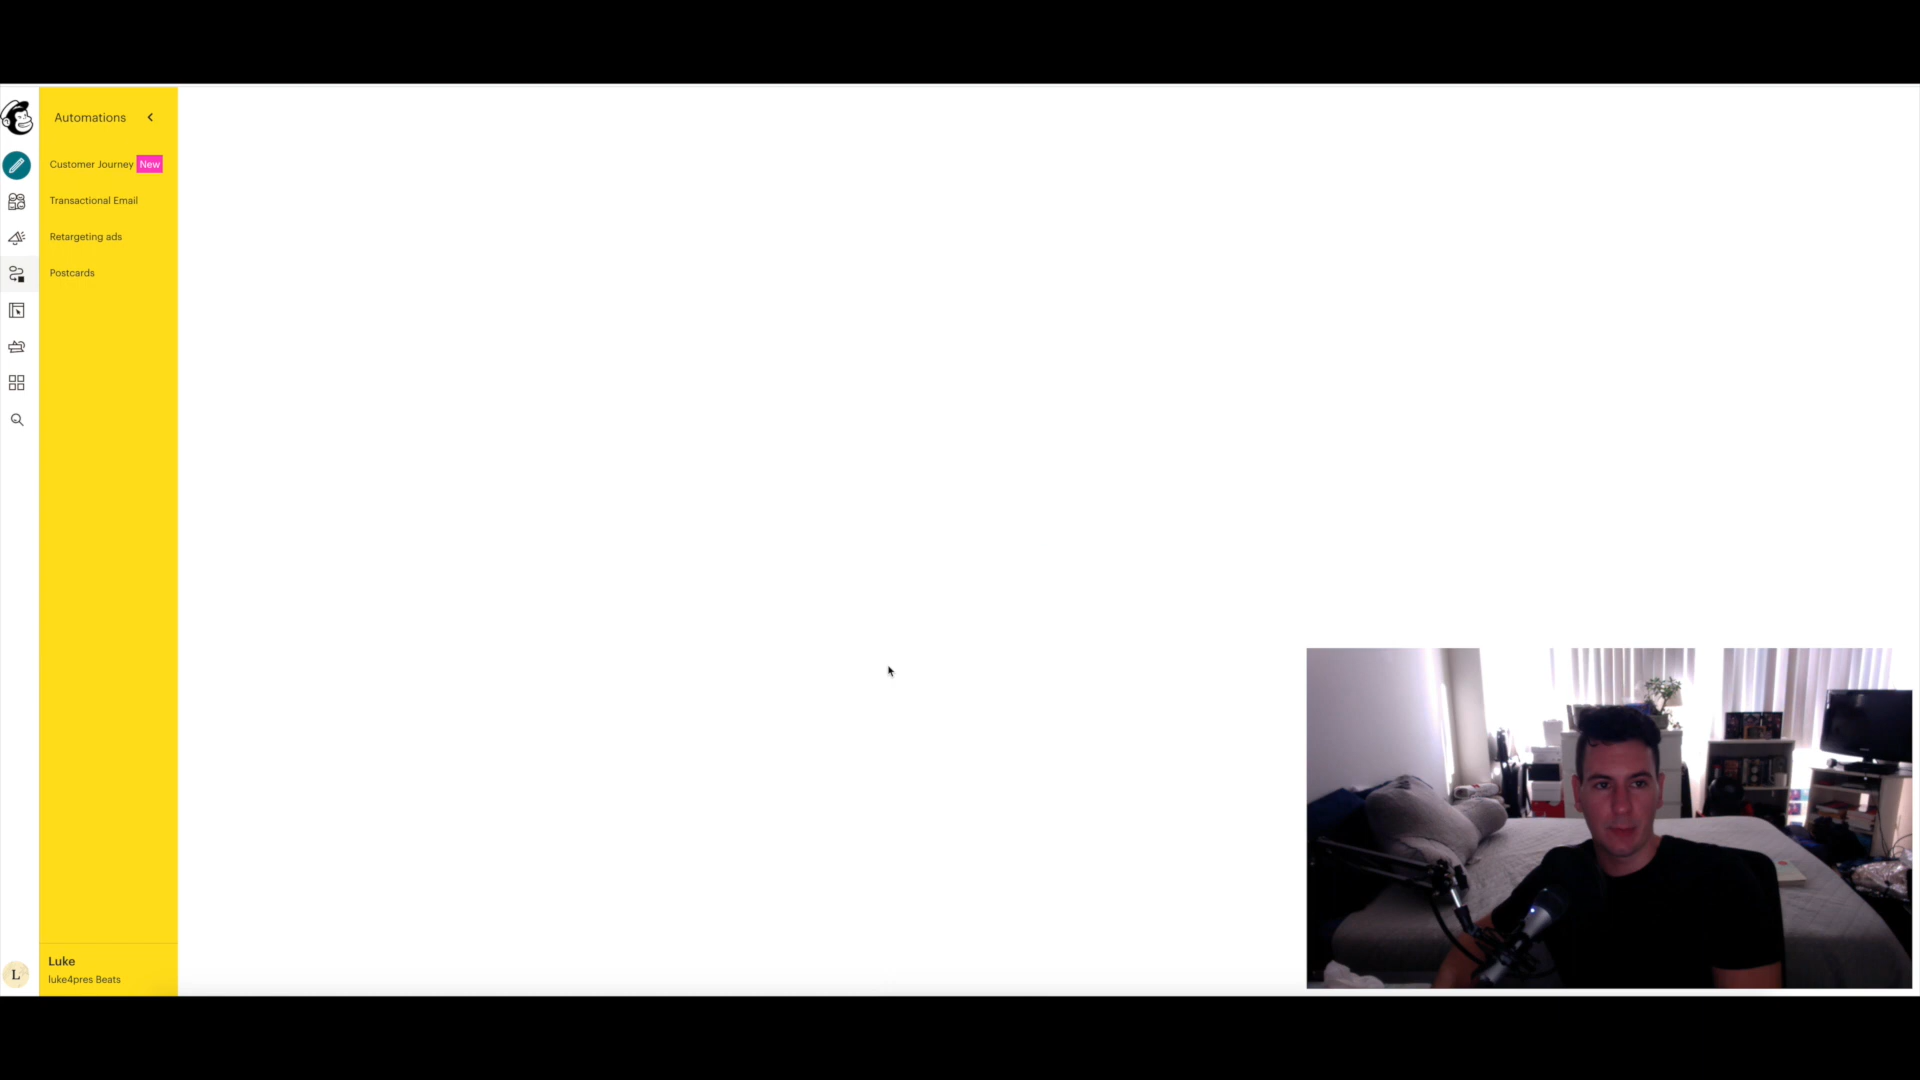 Automations
Customer Journey New
Transactional Email
Retargeting ads
Postcards
L
Luke
luke4pres Beats